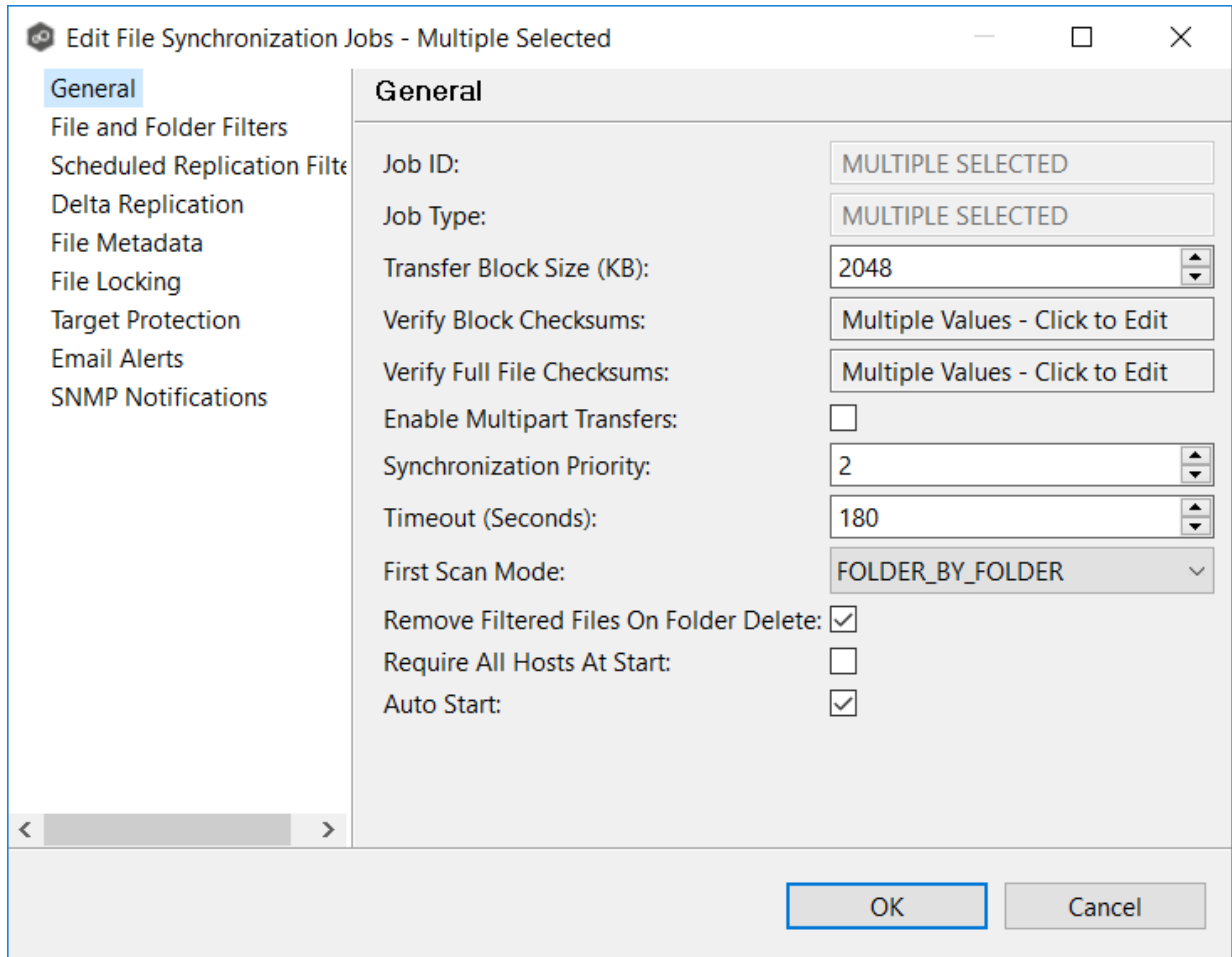 Edit File Synchronization Jobs - Multiple Selected
General
File and Folder Filters
Scheduled Replication Filte
Delta Replication
File Metadata
File Locking
Target Protection
Email Alerts
SNMP Notifications
General
Job ID: MULTIPLE SELECTED
Job Type: MULTIPLE SELECTED
Transfer Block Size (KB): 2048
Verify Block Checksums: Multiple Values - Click to Edit
Verify Full File Checksums: Multiple Values - Click to Edit
Enable Multipart Transfers:
Synchronization Priority: 2
Timeout (Seconds): 180
First Scan Mode: FOLDER_BY_FOLDER
Remove Filtered Files On Folder Delete:
Require All Hosts At Start:
Auto Start:
OK Cancel